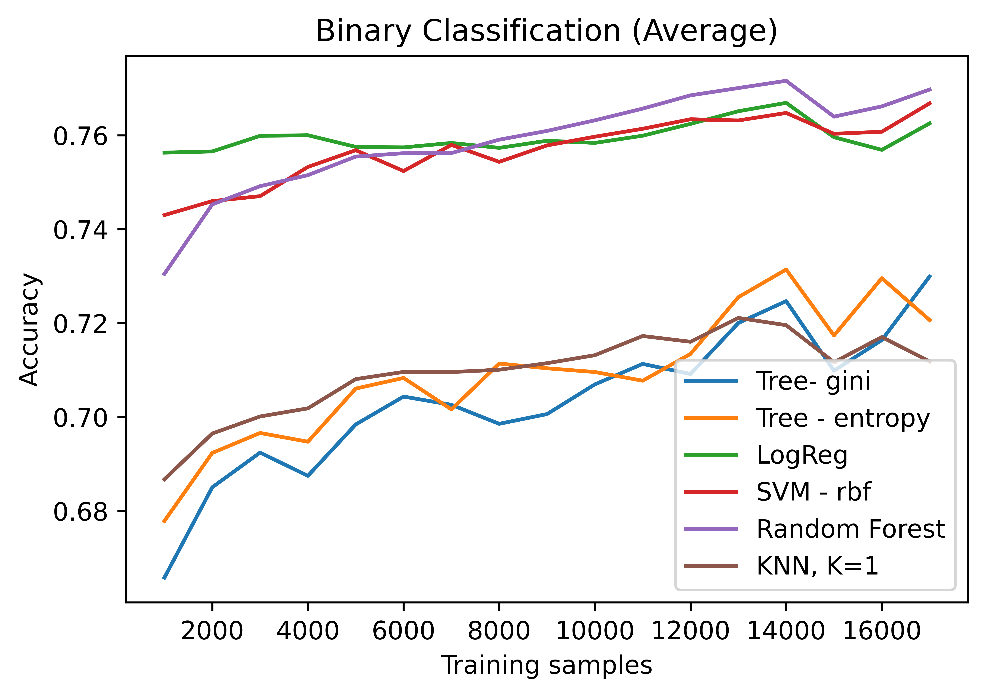 Binary Classification (Average)
Accuracy
0.76
0.74
0.72
0.70
0.68
Tree- gini
Tree - entropy
LogReg
SVM - rbf
Random Forest
KNN, K=1
2000 4000 6000 8000 10000 12000 14000 16000
Training samples